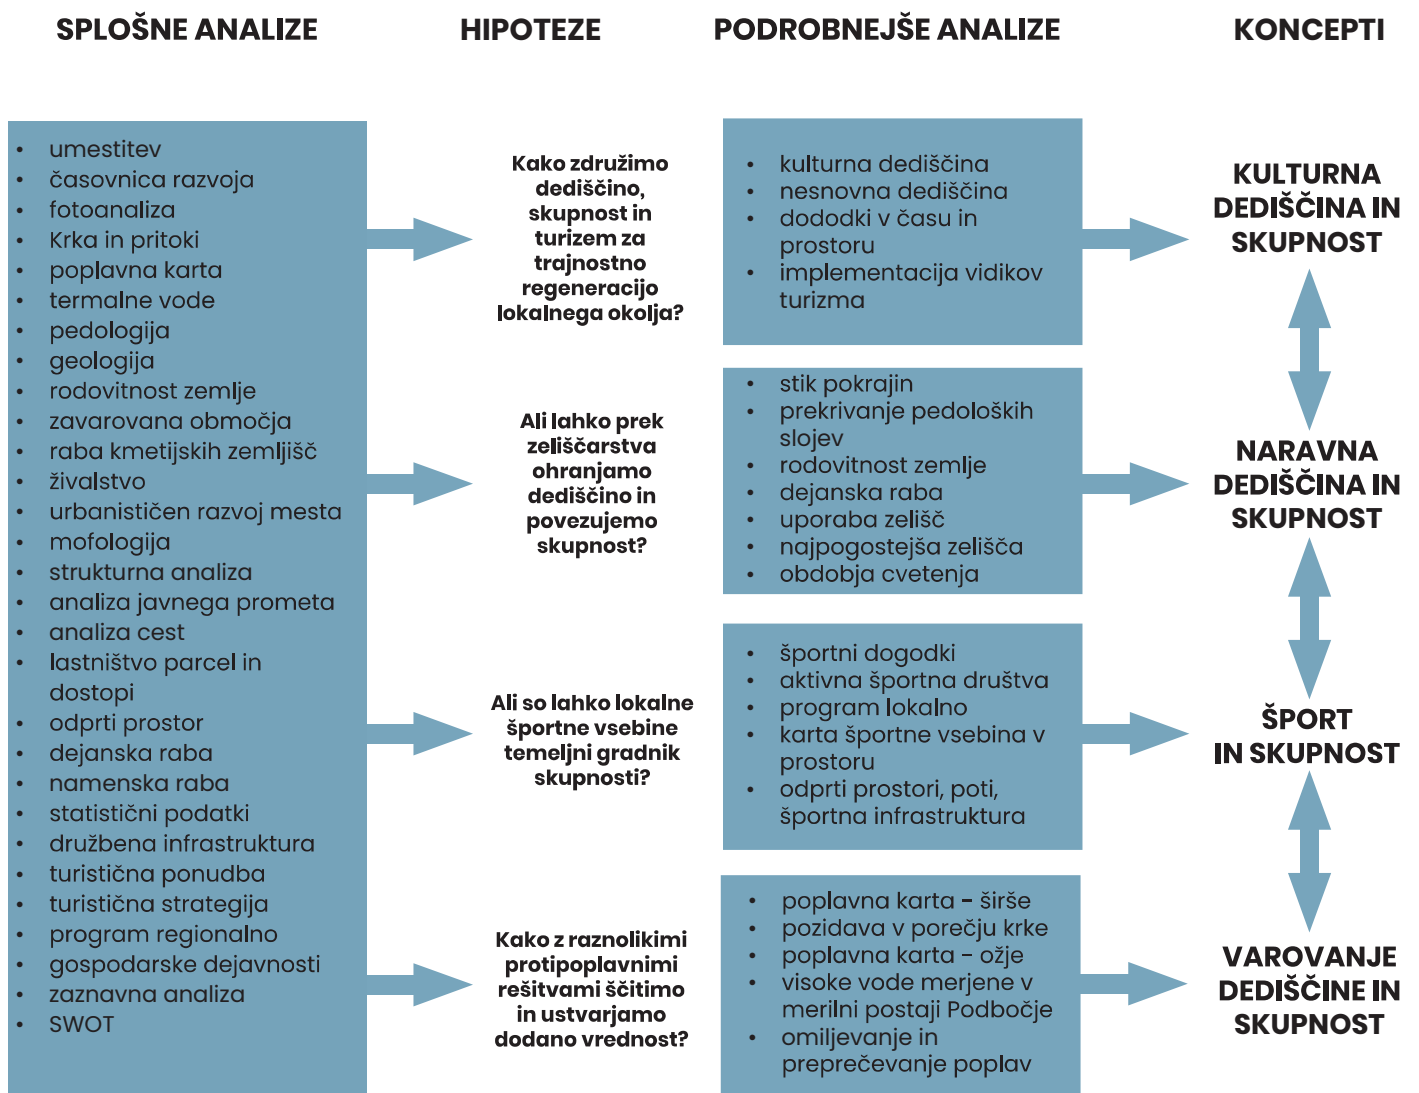 SPLOŠNE ANALIZE
HIPOTEZE
PODROBNEJŠE ANALIZE
KONCEPTI
• umestitev
• časovnica razvoja
• fotoanaliza
• Krka in pritoki
• poplavna karta
• termalne vode
• pedologija
• geologija
• rodovitnost zemlje
• zavarovana območja
• raba kmetijskih zemljišč
• živalstvo
• urbanističen razvoj mesta
• mofologija
• strukturna analiza
• analiza javnega prometa
• analiza cest
• lastništvo parcel in
dostopi
• odprti prostor
• dejanska raba
• namenska raba
• statistični podatki
• družbena infrastruktura
• turistična ponudba
• turistična strategija
• program regionalno
• gospodarske dejavnosti
• zaznavna analiza
• SWOT
Kako združimo
dediščino,
skupnost in
turizem za
trajnostno
regeneracijo
lokalnega okolja?
• kulturna dediščina
• nesnovna dediščina
• dododki v času in
prostoru
• implementacija vidikov
turizma
KULTURNA
DEDIŠČINA IN
SKUPNOST
Ali lahko prek
zeliščarstva
ohranjamo
dediščino in
povezujemo
skupnost?
• stik pokrajin
• prekrivanje pedoloških
slojev
• rodovitnost zemlje
• dejanska raba
• uporaba zelišč
• najpogostejša zelišča
• obdobja cvetenja
NARAVNA
DEDIŠČINA IN
SKUPNOST
Ali so lahko lokalne
športne vsebine
temeljni gradnik
skupnosti?
• športni dogodki
• aktivna športna društva
• program lokalno
• karta športne vsebina v
prostoru
• odprti prostori, poti,
športna infrastruktura
ŠPORT
IN SKUPNOST
Kako z raznolikimi
protipoplavnimi
rešitvami ščitimo
in ustvarjamo
dodano vrednost?
• poplavna karta – širše
• pozidava v porečju krke
• poplavna karta – ožje
• visoke vode merjene v
merilni postaji Podbočje
• omiljevanje in
preprečevanje poplav
VAROVANJE
DEDIŠČINE IN
SKUPNOST